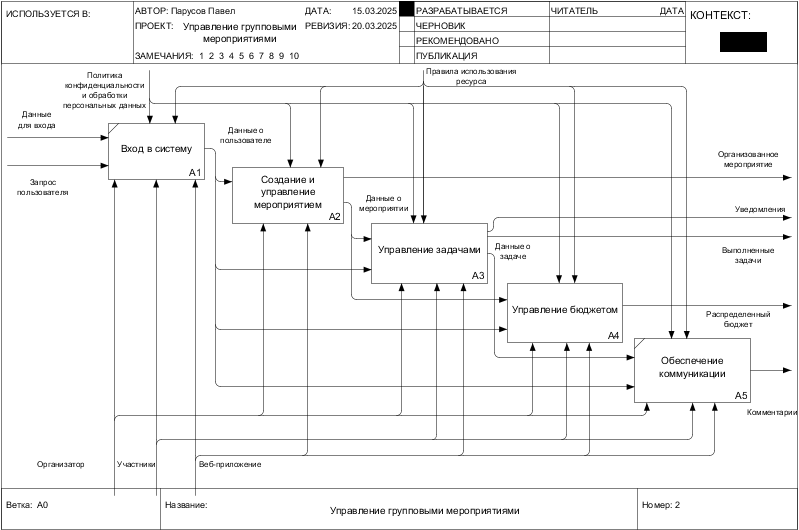 ИСПОЛЬЗУЕТСЯ В:
АВТОР: Парусов Павел
ДАТА: 15.03.2025
ПРОЕКТ: Управление групповыми
мероприятиями
РЕВИЗИЯ: 20.03.2025
ЗАМЕЧАНИЯ: 1 2 3 4 5 6 7 8 9 10
РАЗРАБАТЫВАЕТСЯ
ЧЕРНОВИК
РЕКОМЕНДОВАНО
ПУБЛИКАЦИЯ
ЧИТАТЕЛЬ
ДАТА
КОНТЕКСТ:
Политика
конфиденциальности
и обработки
персональных данных
Правила использования
ресурса
Данные
для входа
Запрос
пользователя
Вход в систему
A1
Данные о
пользователе
Создание и
управление
мероприятием
A2
Данные о
мероприятии
Управление задачами
A3
Данные о
задаче
Управление бюджетом
A4
Обеспечение
коммуникации
A5
Организованное
мероприятие
Уведомления
Выполненные
задачи
Распределенный
бюджет
Комментарии
Организатор
Участники
Веб-приложение
Ветка: A0
Название:
Управление групповыми мероприятиями
Номер: 2